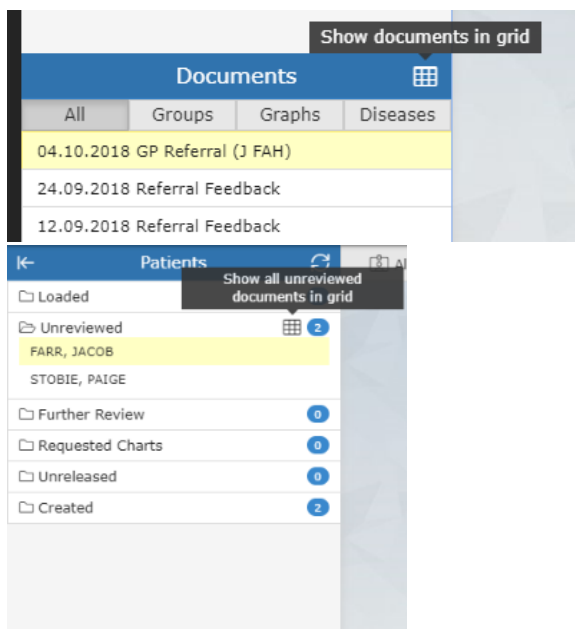 Show documents in grid
Documents
All Groups Graphs Diseases
04.10.2018 GP Referral (J FAH)
24.09.2018 Referral Feedback
12.09.2018 Referral Feedback
Patients
Show all unreviewed
documents in grid
Loaded
Unreviewed 2
FARR, JACOB
STOBIE, PAIGE
Further Review 0
Requested Charts 0
Unreleased 0
Created 2